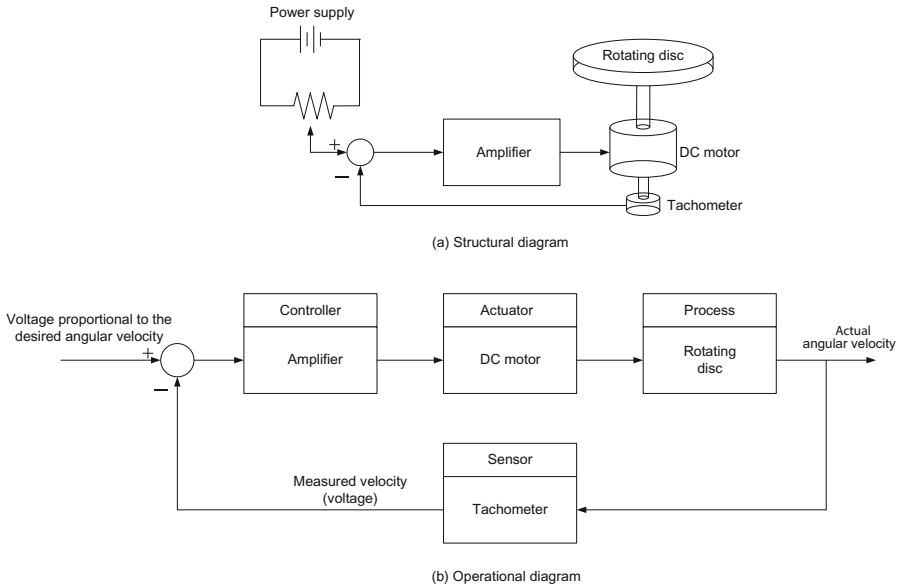 Power supply
Rotating disc
+
Amplifier
DC motor
−
Tachometer
(a) Structural diagram
Controller
Actuator
Process
Voltage proportional to the
desired angular velocity
Actual
angular velocity
+
Amplifier
DC motor
Rotating
disc
−
Sensor
Measured velocity
(voltage)
Tachometer
(b) Operational diagram